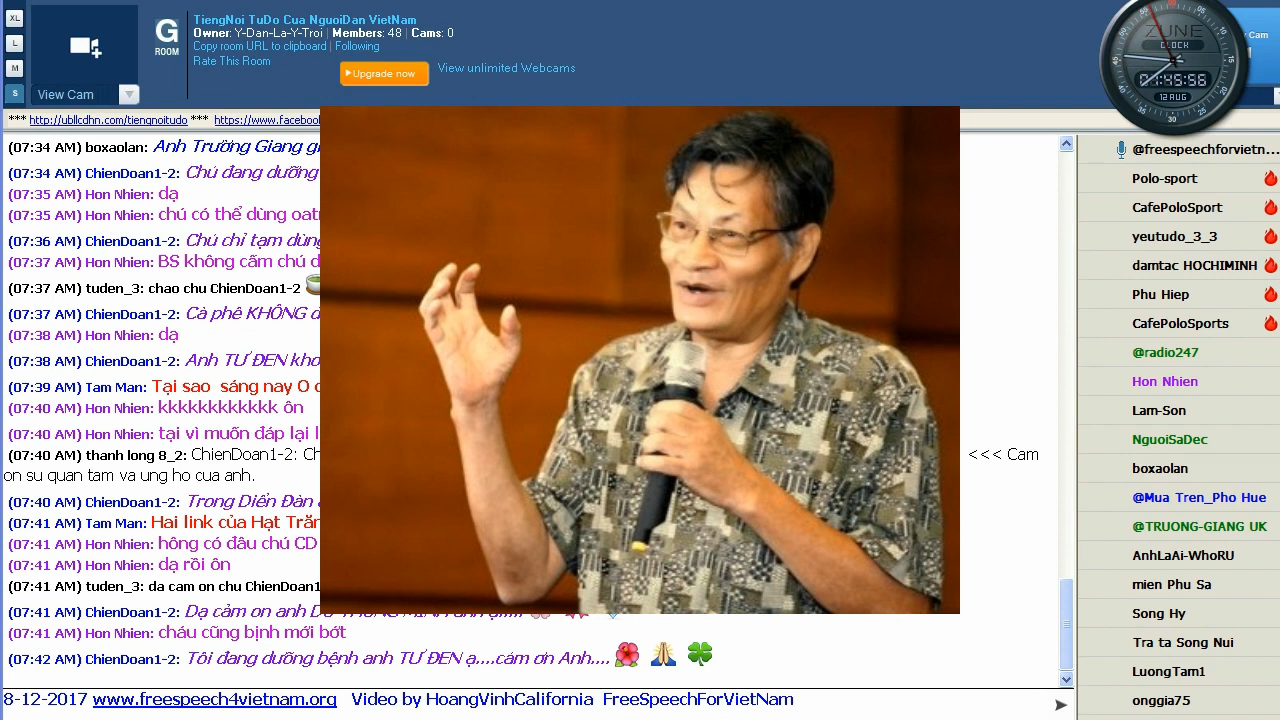 XL
L
M
S
View Cam
G
ROOM
TiengNoi TuDo Cua NguoiDan VietNam
Owner: Y-Dan-La-Y-Troi | Members: 48 | Cams: 0
Copy room URL to clipboard | Following
Rate This Room
Upgrade now
View unlimited Webcams
ZUNE
CLOCK
07:45:56
12 AUG
Cam
*** http://ubllcdhn.com/tiengnoitudo *** https://www.facebo
(07:34 AM) boxaolan: Anh Trường Giang
(07:34 AM) ChienDoan1-2: Chú đang dưỡng
(07:35 AM) Hon Nhien: dạ
(07:35 AM) Hon Nhien: chú có thể dùng
(07:36 AM) ChienDoan1-2: Chú chỉ tạm dừng
(07:37 AM) Hon Nhien: BS không cấm chú
(07:37 AM) tuden_3: chao chu ChienDoan1-2
(07:37 AM) ChienDoan1-2: Cà phê KHÔNG
(07:38 AM) Hon Nhien: dạ
(07:38 AM) ChienDoan1-2: Anh TƯ ĐEN
(07:39 AM) Tam Man: Tại sao sáng nay O
(07:40 AM) Hon Nhien: kkkkkkkkkkkk ôn
(07:40 AM) Hon Nhien: tại vì muốn đáp lại
(07:40 AM) thanh long 8_2: ChienDoan1-2: <<< Cam
on su quan tam va ung ho cua anh.
(07:40 AM) ChienDoan1-2: Trong Diễn Đàn
(07:41 AM) Tam Man: Hai link của Hạt
(07:41 AM) Hon Nhien: hông có đâu chú CD
(07:41 AM) Hon Nhien: dạ rồi ôn
(07:41 AM) tuden_3: da cam on chu ChienDoan1
(07:41 AM) ChienDoan1-2: Dạ cảm on anh
(07:41 AM) Hon Nhien: cháu cũng bịnh mới bớt
(07:42 AM) ChienDoan1-2: Tôi đang dưỡng bệnh anh TƯ ĐEN ạ....cám ơn Anh....
@freespeechforvietn...
Polo-sport
CafePoloSport
yeutudo_3_3
damtac HOCHIMINH
Phu Hiep
CafePoloSports
@radio247
Hon Nhien
Lam-Son
NguoiSaDec
boxaolan
@Mua Tren_Pho Hue
@TRUONG-GIANG UK
AnhLaAi-WhoRU
mien Phu Sa
Song Hy
Tra ta Song Nui
LuongTam1
onggia75
8-12-2017 www.freespeech4vietnam.org Video by HoangVinhCalifornia FreeSpeechForVietNam